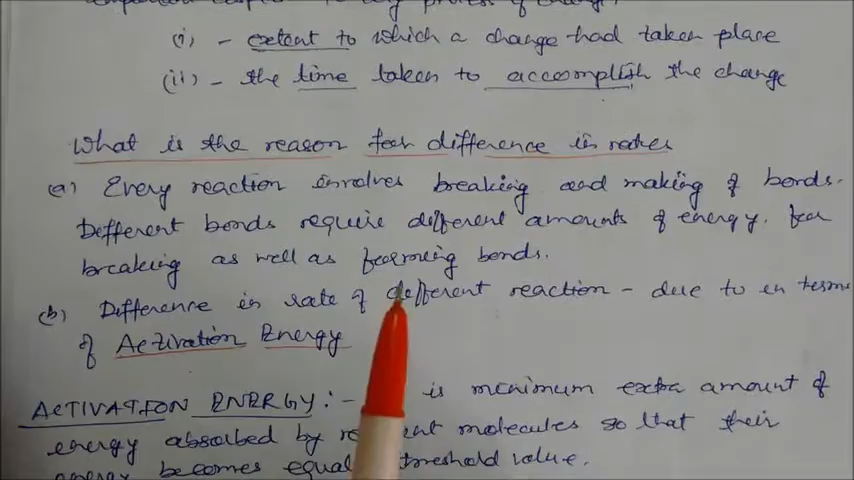 process of change.
(i) - extent to which a change had taken place
(ii) - the time taken to accomplish the change
What is the reason for difference in rates
(a) Every reaction involves breaking and making of bonds.
Different bonds require different amounts of energy. for
breaking as well as forming bonds.
(b) Difference in rate of different reaction - due to in terms
of Activation Energy
ACTIVATION ENERGY :- is minimum extra amount of
energy absorbed by molecules so that their
energy becomes equal threshold value.